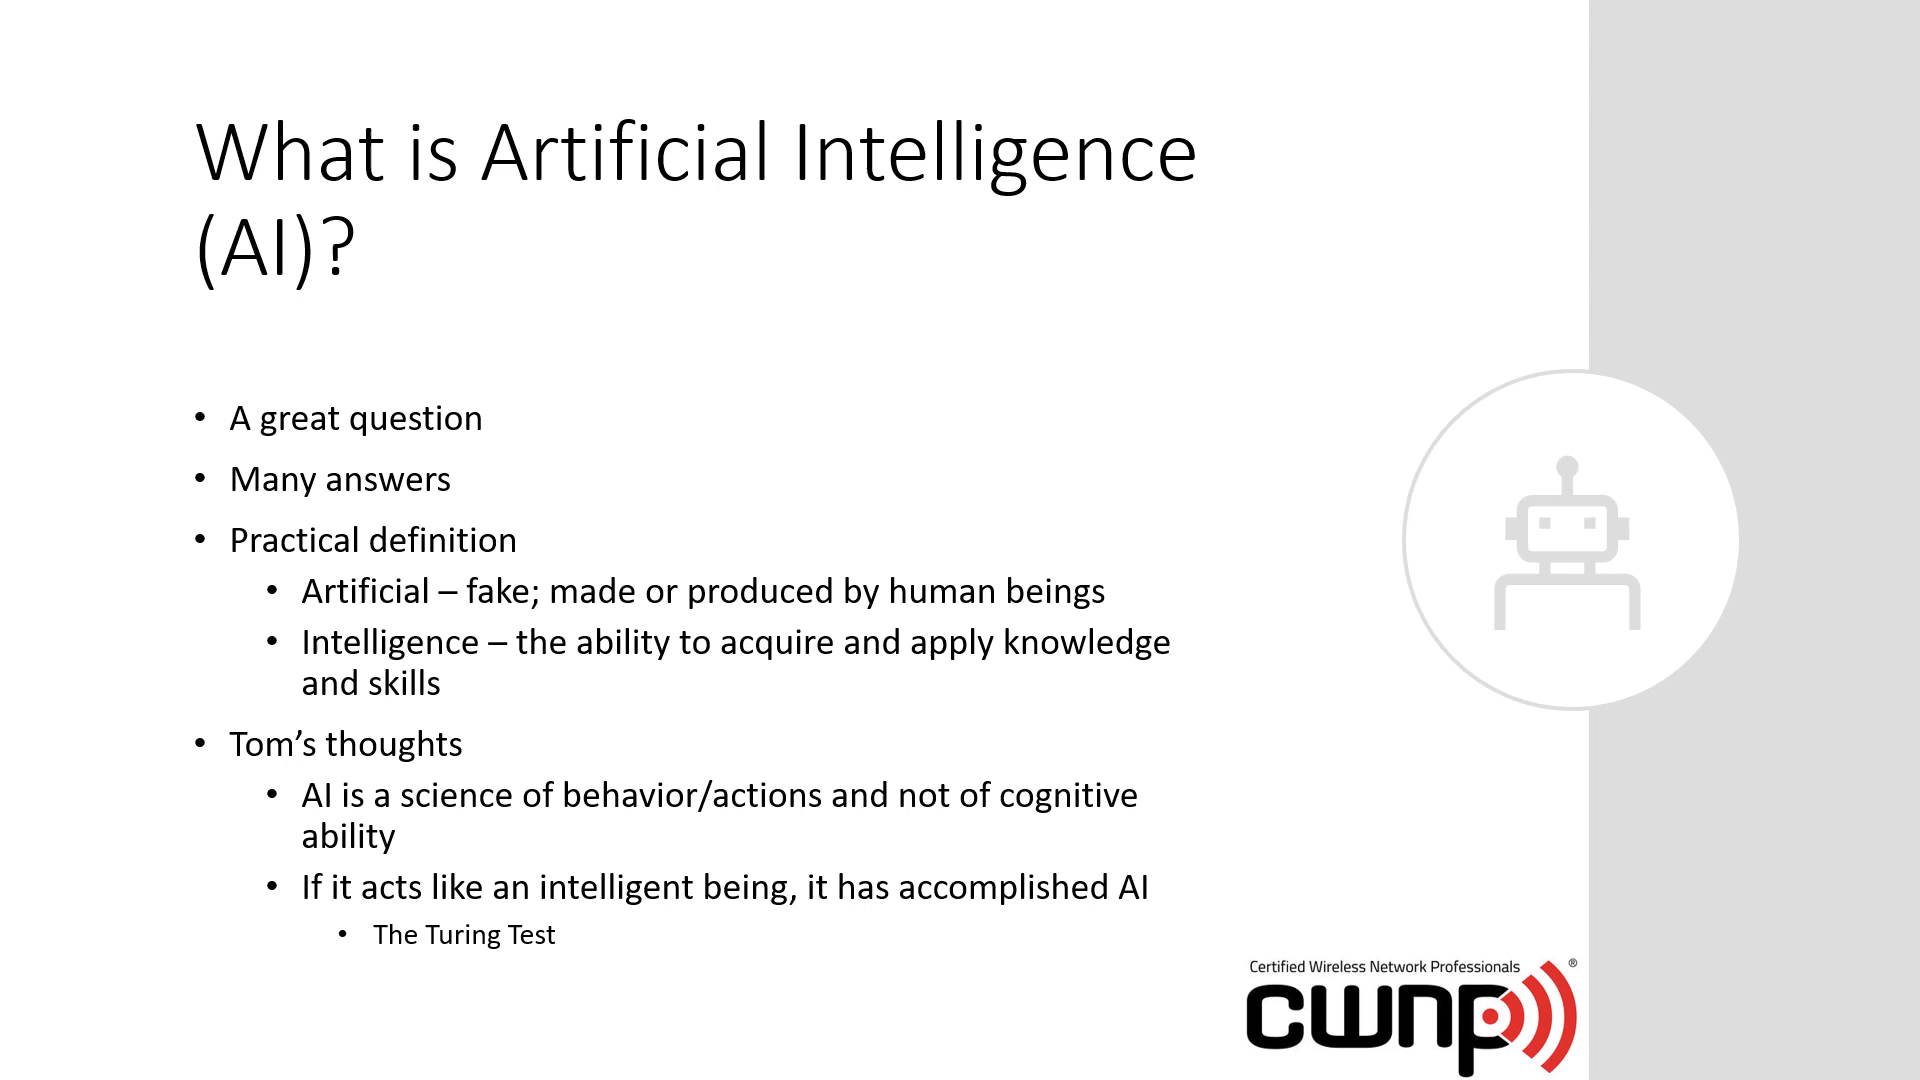 What is Artificial Intelligence
(AI)?
• A great question
• Many answers
• Practical definition
• Artificial – fake; made or produced by human beings
• Intelligence – the ability to acquire and apply knowledge
and skills
• Tom’s thoughts
• AI is a science of behavior/actions and not of cognitive
ability
• If it acts like an intelligent being, it has accomplished AI
• The Turing Test
Certified Wireless Network Professionals ®
cwnp